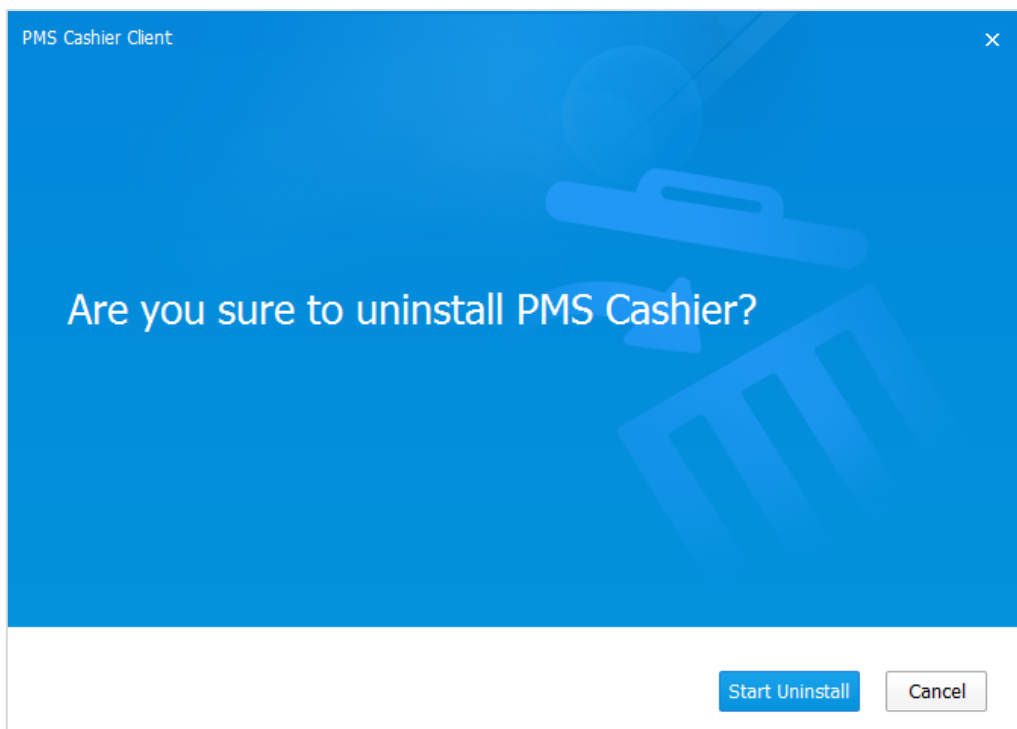 PMS Cashier Client
Are you sure to uninstall PMS Cashier?
Start Uninstall
Cancel